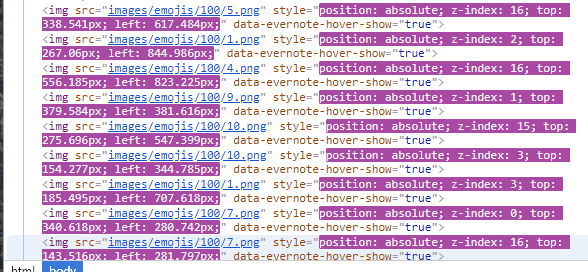 <img src="images/emojis/100/5.png" style="position: absolute; z-index: 16; top:
338.541px; left: 617.484px;" data-evernote-hover-show="true">
<img src="images/emojis/100/1.png" style="position: absolute; z-index: 2; top:
267.06px; left: 844.986px;" data-evernote-hover-show="true">
<img src="images/emojis/100/4.png" style="position: absolute; z-index: 16; top:
556.185px; left: 823.225px;" data-evernote-hover-show="true">
<img src="images/emojis/100/9.png" style="position: absolute; z-index: 1; top:
379.584px; left: 381.616px;" data-evernote-hover-show="true">
<img src="images/emojis/100/10.png" style="position: absolute; z-index: 15; top:
275.696px; left: 547.399px;" data-evernote-hover-show="true">
<img src="images/emojis/100/10.png" style="position: absolute; z-index: 3; top:
154.277px; left: 344.785px;" data-evernote-hover-show="true">
<img src="images/emojis/100/1.png" style="position: absolute; z-index: 3; top:
185.495px; left: 707.618px;" data-evernote-hover-show="true">
<img src="images/emojis/100/7.png" style="position: absolute; z-index: 0; top:
340.618px; left: 280.742px;" data-evernote-hover-show="true">
<img src="images/emojis/100/7.png" style="position: absolute; z-index: 16; top:
143.516px; left: 281.797px;" data-evernote-hover-show="true">
html body